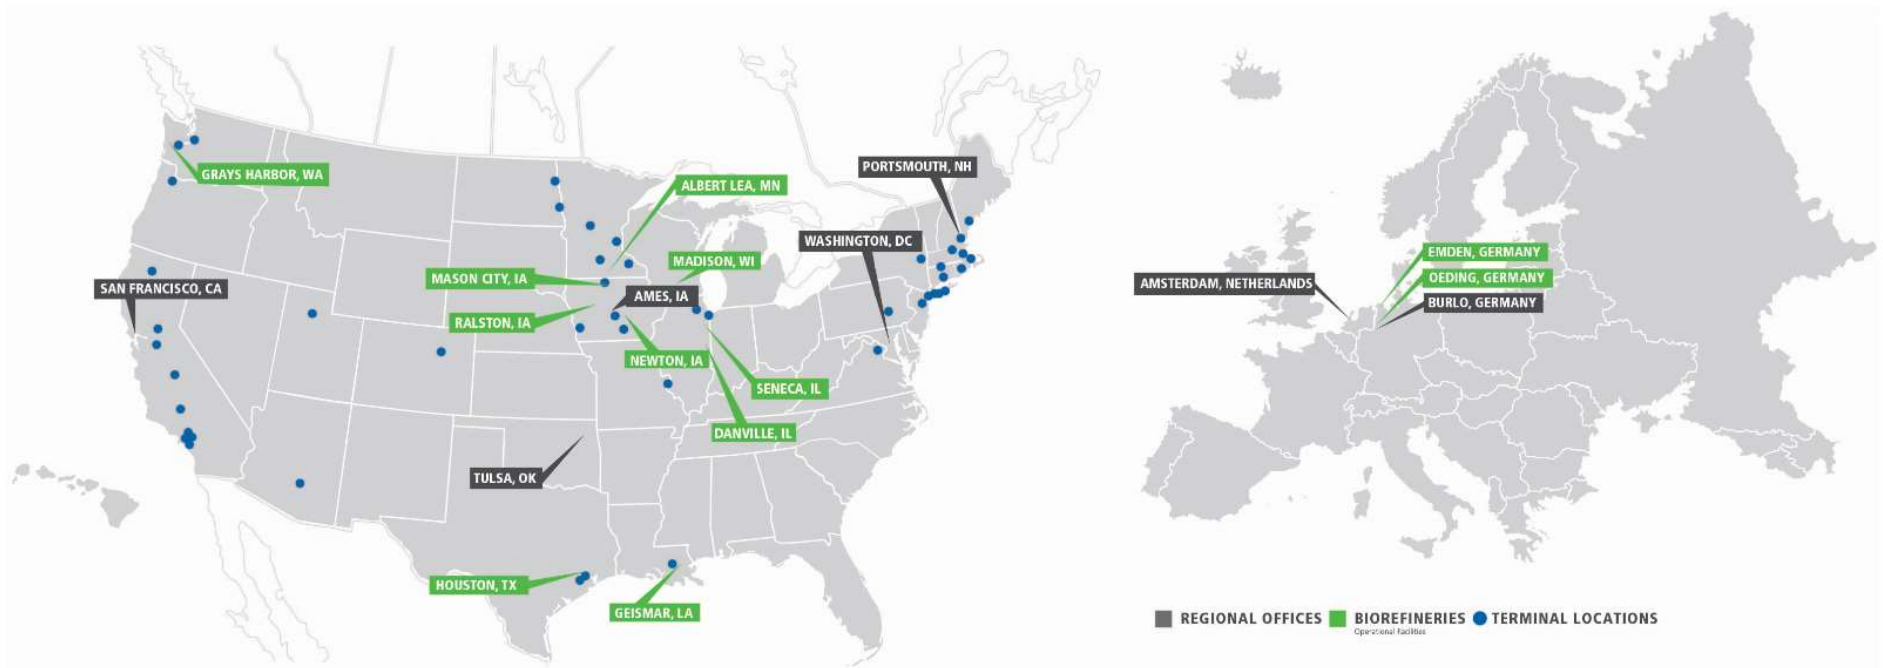 PORTSMOUTH, NH
GRAYS HARBOR, WA
ALBERT LEA, MN
WASHINGTON, DC
MADISON, WI
MASON CITY, IA
SAN FRANCISCO, CA
AMES, IA
RALSTON, IA
NEWTON, IA
SENECA, IL
DANVILLE, IL
TULSA, OK
HOUSTON, TX
GEISMAR, LA
EMDEN, GERMANY
OEDING, GERMANY
AMSTERDAM, NETHERLANDS
BURLO, GERMANY
REGIONAL OFFICES
BIOREFINERIES
Operational Facilities
TERMINAL LOCATIONS